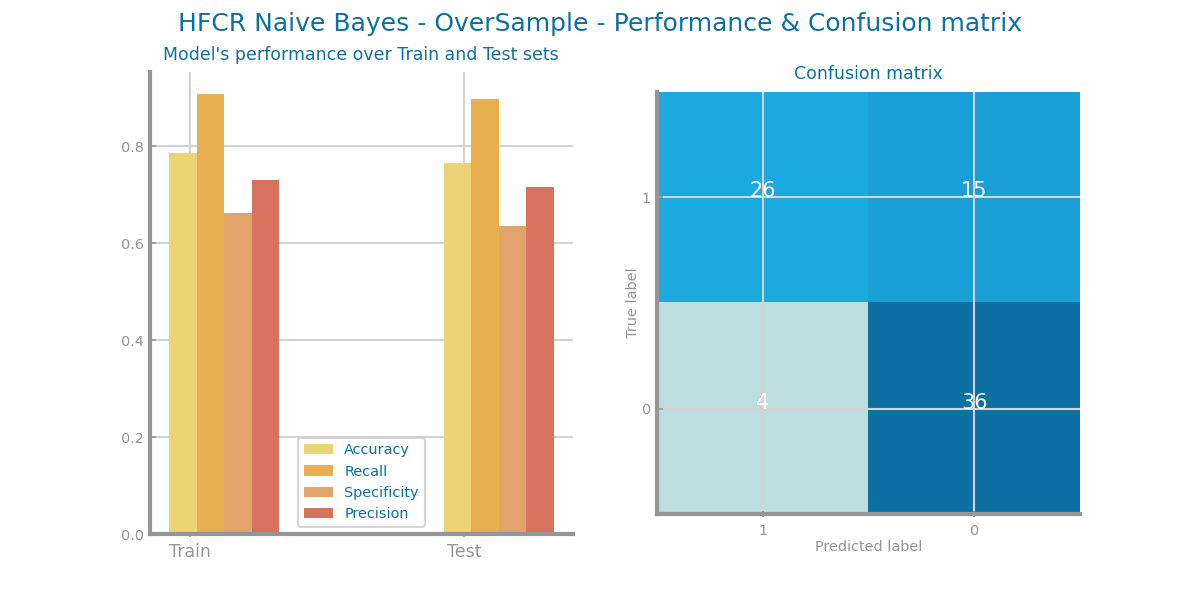 HFCR Naive Bayes - OverSample - Performance & Confusion matrix
Model's performance over Train and Test sets
0.8
0.6
0.4
0.2
0.0
Train
Test
Accuracy
Recall
Specificity
Precision
Confusion matrix
True label
1
0
26
15
4
36
1
0
Predicted label